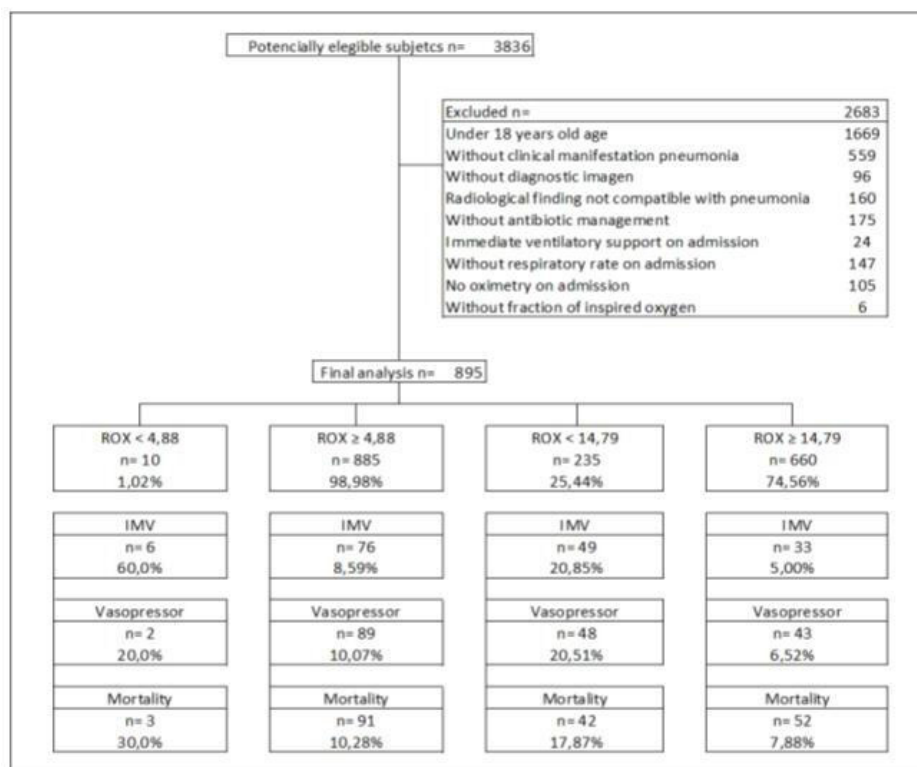 Potencially elegible subjetcs n= 3836
Excluded n= 2683
Under 18 years old age 1669
Without clinical manifestation pneumonia 559
Without diagnostic imagen 96
Radiological finding not compatible with pneumonia 160
Without antibiotic management 175
Immediate ventilatory support on admission 24
Without respiratory rate on admission 147
No oximetry on admission 105
Without fraction of inspired oxygen 6
Final analysis n= 895
ROX < 4,88
n= 10
1,02%
IMV
n= 6
60,0%
Vasopressor
n= 2
20,0%
Mortality
n= 3
30,0%
ROX ≥ 4,88
n= 885
98,98%
IMV
n= 76
8,59%
Vasopressor
n= 89
10,07%
Mortality
n= 91
10,28%
ROX < 14,79
n= 235
25,44%
IMV
n= 49
20,85%
Vasopressor
n= 48
20,51%
Mortality
n= 42
17,87%
ROX ≥ 14,79
n= 660
74,56%
IMV
n= 33
5,00%
Vasopressor
n= 43
6,52%
Mortality
n= 52
7,88%